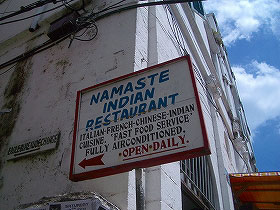 NAMASTE
INDIAN
RESTAURANT
ITALIAN-FRENCH-CHINESE-INDIAN
CUISINE, "FAST FOOD SERVICE"
FULLY AIRCONDITIONED.
•OPEN•DAILY.